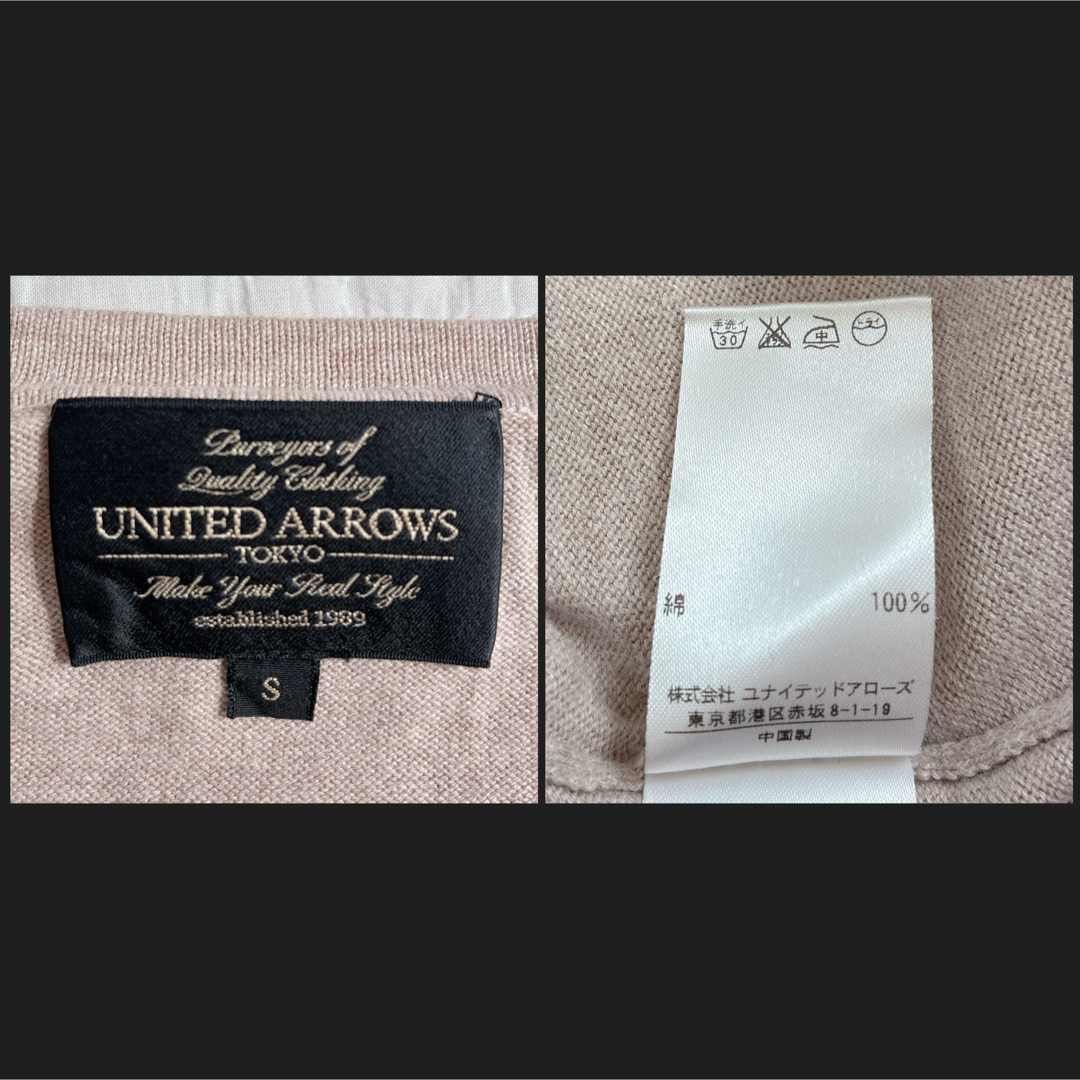 Purveyors of
Quality Clothing
UNITED ARROWS
TOKYO
Make Your Real Style
established 1989
S
手洗イ 中 ドライ
30
綿 100%
株式会社 ユナイテッドアローズ
東京都港区赤坂8-1-19
中国製